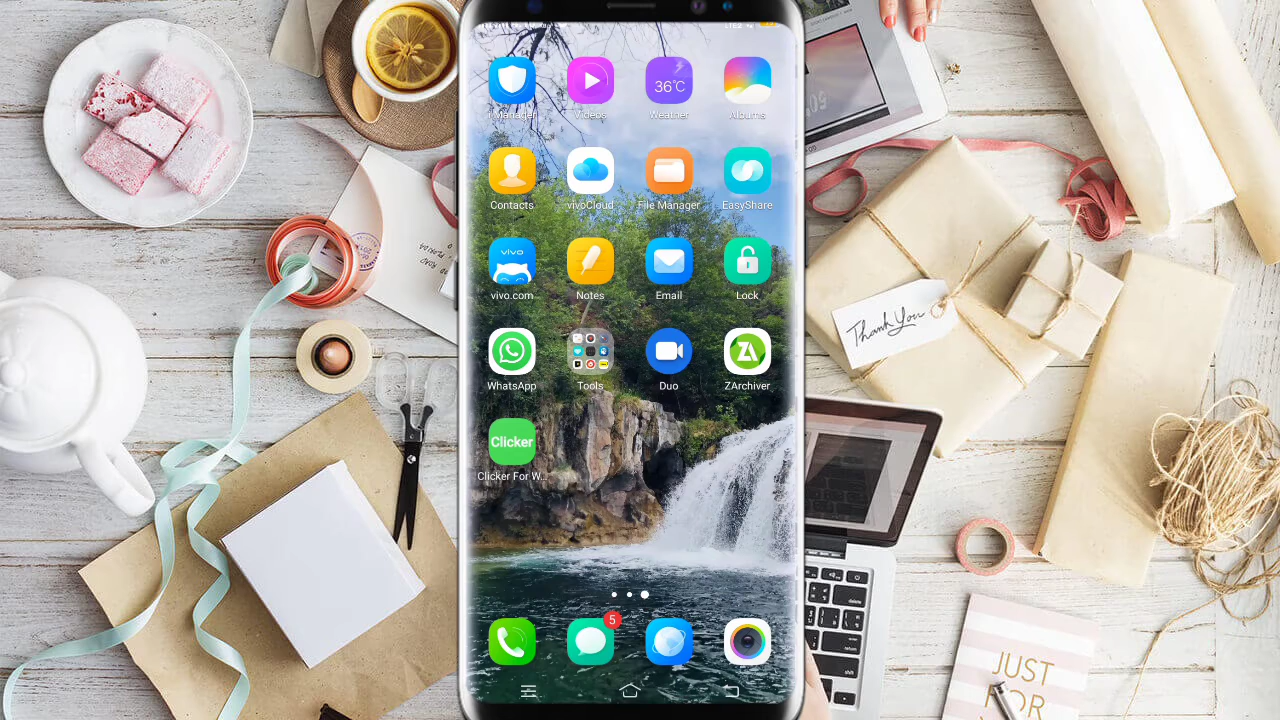 i Manager
Videos
36°C
Weather
Albums
Contacts
vivoCloud
File Manager
EasyShare
vivo
vivo.com
Notes
Email
Lock
WhatsApp
Tools
ZA
Duo
ZArchiver
Clicker
Clicker For W...
5
Thank You
JUST
FOR